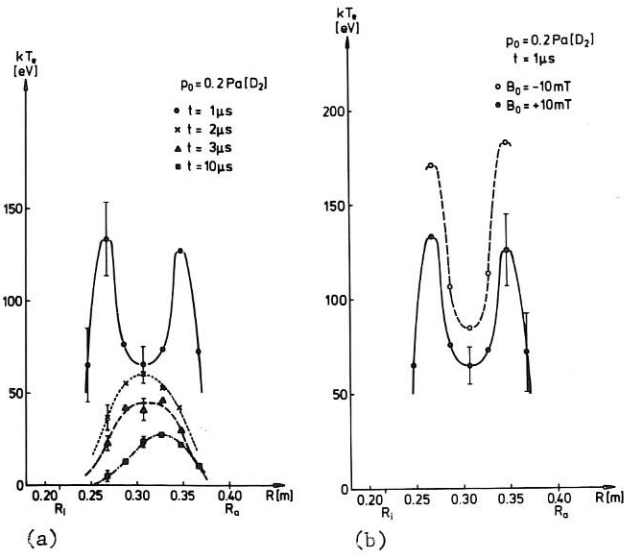 kTₑ
[eV]
p₀ = 0.2 Pa [D₂]
t = 1μs
t = 2μs
t = 3μs
t = 10μs
150
100
50
0
0.20
0.25
0.30
0.35
0.40
R [m]
Rᵢ
Rₐ
(a)
kTₑ
[eV]
p₀ = 0.2 Pa [D₂]
t = 1μs
B₀ = −10mT
B₀ = +10mT
200
150
100
50
0
0.20
0.25
0.30
0.35
0.40
R [m]
Rᵢ
Rₐ
(b)